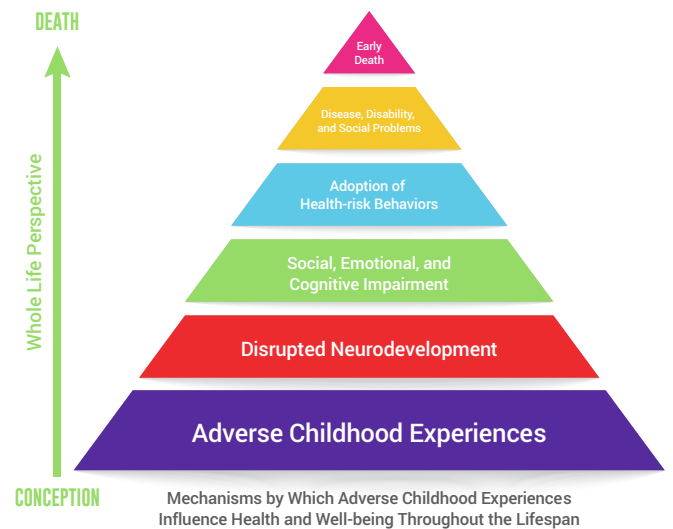 DEATH
Early
Death
Disease, Disability,
and Social Problems
Adoption of
Health-risk Behaviors
Whole Life Perspective
Social, Emotional, and
Cognitive Impairment
Disrupted Neurodevelopment
Adverse Childhood Experiences
CONCEPTION
Mechanisms by Which Adverse Childhood Experiences
Influence Health and Well-being Throughout the Lifespan